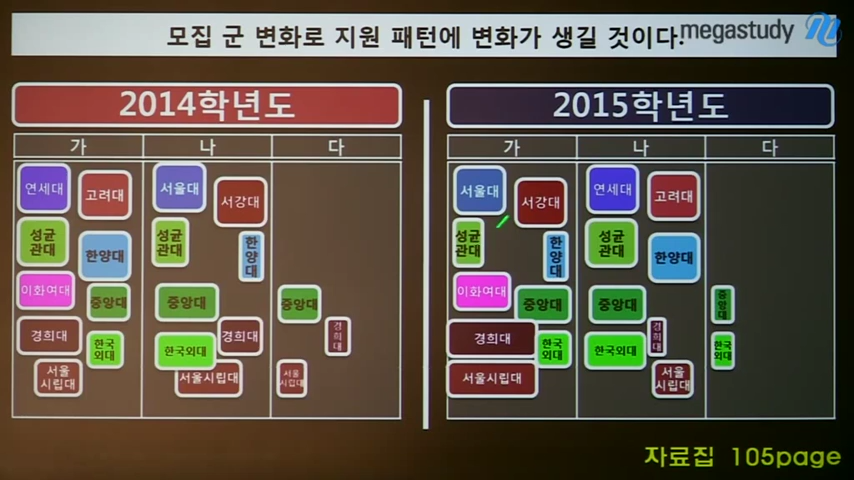 모집 군 변화로 지원 패턴에 변화가 생길 것이다.
megastudy
2014학년도
가 나 다
연세대 고려대 서울대 서강대
성균
관대
한양대
성균
관대
한양대
이화여대 중앙대 중앙대 중앙대
경희대 한국
외대
한국외대 경희대 경희대
서울
시립대
서울시립대 서울
시립대
2015학년도
가 나 다
서울대 서강대 연세대 고려대
성균
관대
한양대
성균
관대
한양대
이화여대 중앙대 중앙대 중앙대
경희대 한국
외대
한국외대 경희대 한국
외대
서울시립대 서울
시립대
자료집 105page